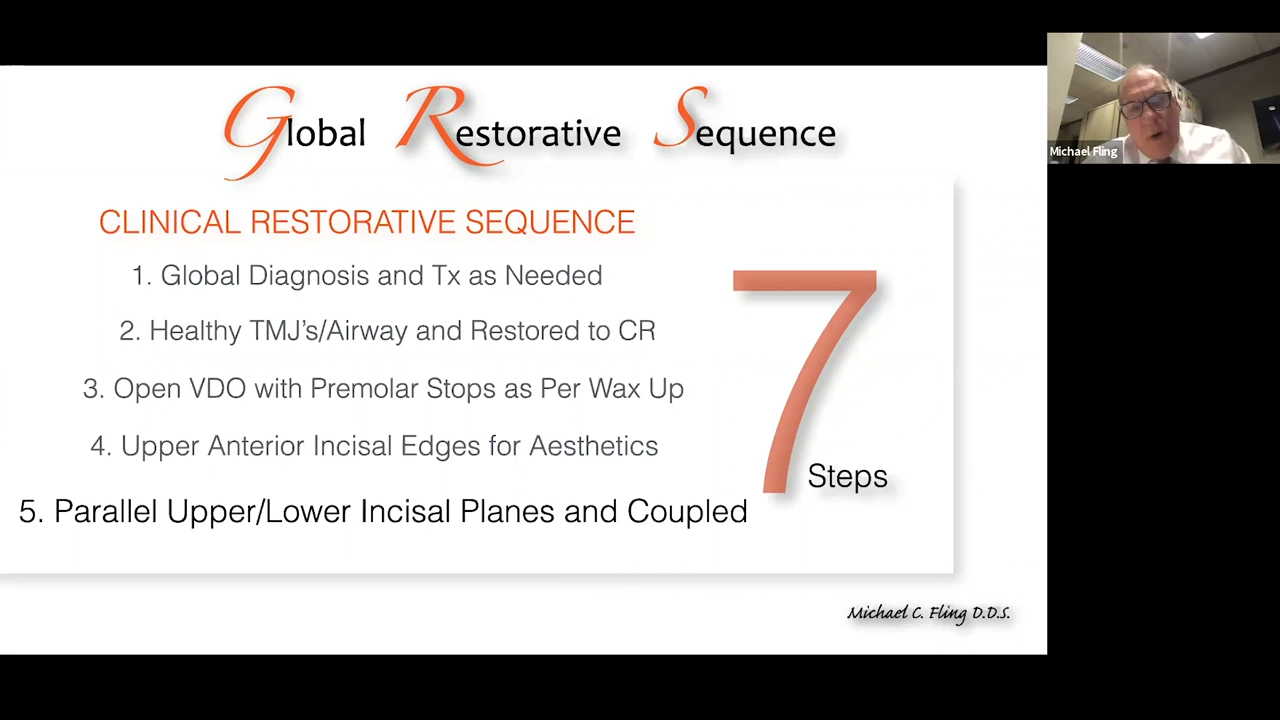 Global Restorative Sequence
CLINICAL RESTORATIVE SEQUENCE
1. Global Diagnosis and Tx as Needed
2. Healthy TMJ's/Airway and Restored to CR
3. Open VDO with Premolar Stops as Per Wax Up
4. Upper Anterior Incisal Edges for Aesthetics
5. Parallel Upper/Lower Incisal Planes and Coupled
7
Steps
Michael C. Fling D.D.S.
Michael Fling